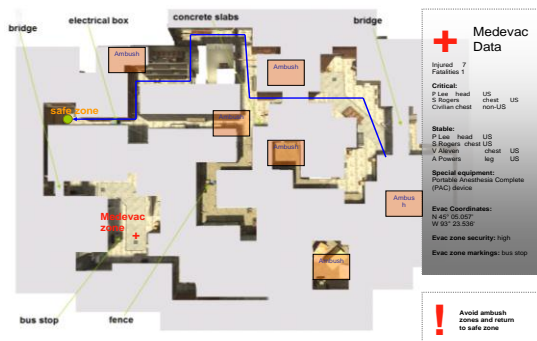 electrical box
concrete slabs
bridge
bridge
Ambush
Ambush
safe zone
Ambush
Ambush
Ambus
h
Medevac
zone
Ambush
bus stop
fence
Medevac
Data
Injured 7
Fatalities 1
Critical:
P Lee head US
S Rogers chest US
Civilian chest non-US
Stable:
P Lee head US
S Rogers chest US
V Aleven chest US
A Powers leg US
Special equipment:
Portable Anesthesia Complete
(PAC) device
Evac Coordinates:
N 45° 05.057'
W 93° 23.536'
Evac zone security: high
Evac zone markings: bus stop
!
Avoid ambush
zones and return
to safe zone